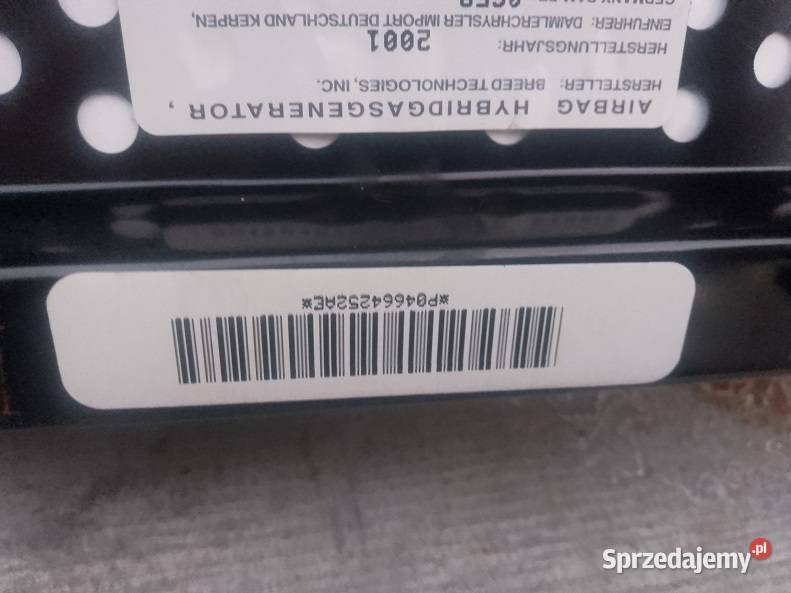 *P04664252AE*
AIRBAG HYBRIDGASGENERATOR,
HERSTELLER: BREED TECHNOLOGIES, INC.
HERSTELLUNGSJAHR: 2001
EINFUHRER: DAIMLERCHRYSLER IMPORT DEUTSCHLAND KERPEN,
Sprzedajemy.pl